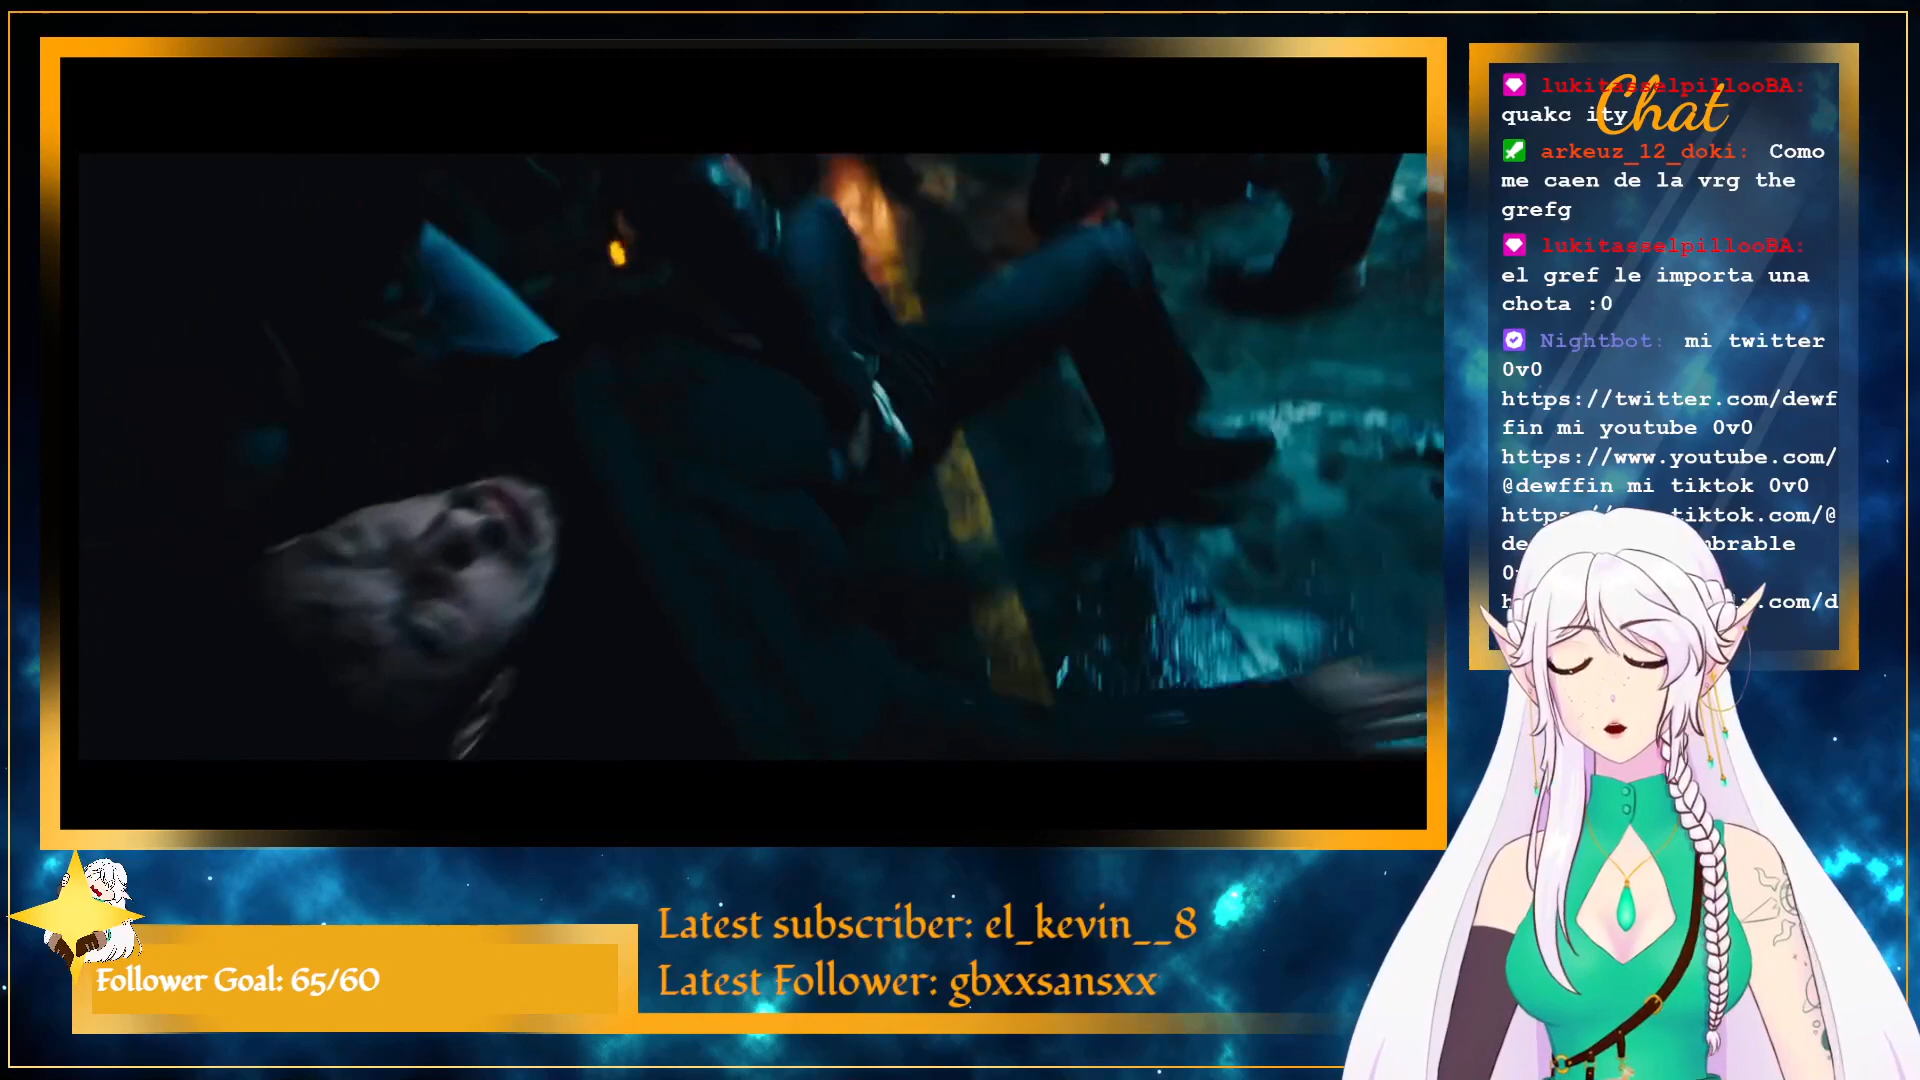 Chat
lukitasselpillooBA:
quakc ity
arkeuz_12_doki: Como
me caen de la vrg the
grefg
lukitasselpillooBA:
el gref le importa una
chota :0
Nightbot: mi twitter
0v0
https://twitter.com/dewf
fin mi youtube 0v0
https://www.youtube.com/
@dewffin mi tiktok 0v0
tiktok.com/@
.com/d
Latest subscriber: el_kevin__8
Latest Follower: gbxxsansxx
Follower Goal: 65/60